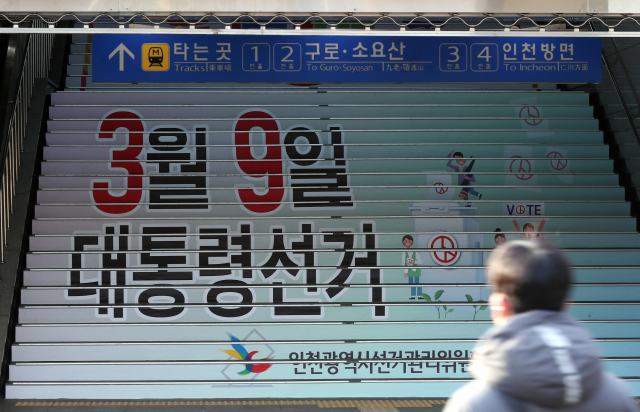 M 타는곳 1 2 구로·소요산 3 4 인천방면
Tracks To Guro·Soyosan To Incheon
3월 9일
VOTE
대통령선거
인천광역시선거관리위원